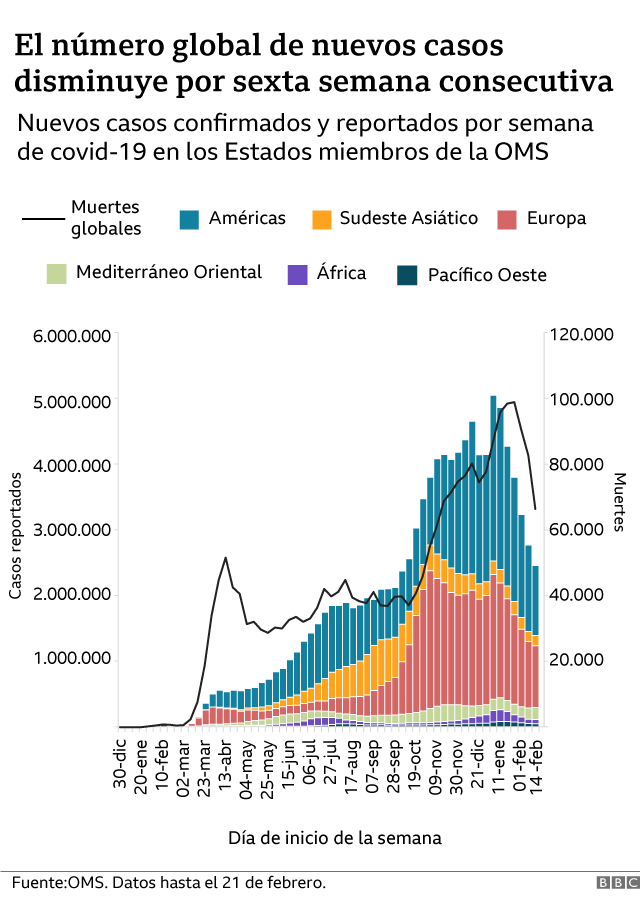 El número global de nuevos casos
disminuye por sexta semana consecutiva
Nuevos casos confirmados y reportados por semana
de covid-19 en los Estados miembros de la OMS
Muertes
globales
Américas
Sudeste Asiático
Europa
Mediterráneo Oriental
África
Pacífico Oeste
6.000.000
5.000.000
4.000.000
3.000.000
2.000.000
1.000.000
Casos reportados
120.000
100.000
80.000
60.000
40.000
20.000
Muertes
30-dic
20-ene
10-feb
02-mar
23-mar
13-abr
04-may
25-may
15-jun
06-jul
27-jul
17-aug
07-sep
28-sep
19-oct
09-nov
30-nov
21-dic
11-ene
01-feb
14-feb
Día de inicio de la semana
Fuente:OMS. Datos hasta el 21 de febrero.
BBC